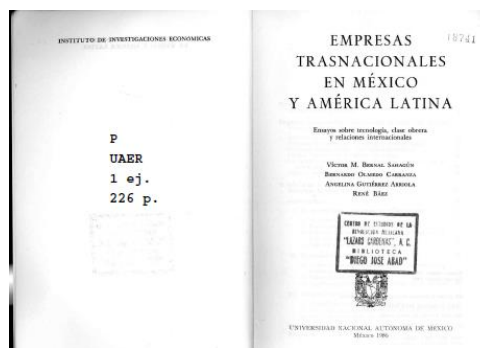 INSTITUTO DE INVESTIGACIONES ECONOMICAS
P
UAER
1 ej.
226 p.
EMPRESAS
TRASNACIONALES
EN MÉXICO
Y AMÉRICA LATINA
Ensayos sobre tecnología, clase obrera
y relaciones internacionales
VÍCTOR M. BERNAL SAHAGÚN
BERNARDO OLMEDO CARRANZA
ANGELINA GUTIÉRREZ ARRIOLA
RENÉ BÁEZ
CENTRO DE ESTUDIOS DE LA
REVOLUCION MEXICANA
"LAZARO CARDENAS", A. C.
BIBLIOTECA
"DIEGO JOSE ABAD"
UNIVERSIDAD NACIONAL AUTÓNOMA DE MÉXICO
MÉXICO 1986